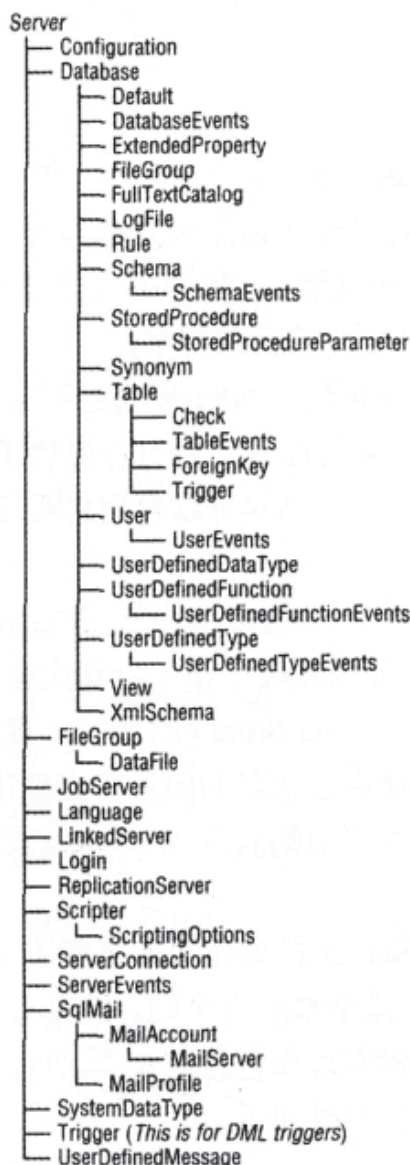 Server
Configuration
Database
Default
DatabaseEvents
ExtendedProperty
FileGroup
FullTextCatalog
LogFile
Rule
Schema
SchemaEvents
StoredProcedure
StoredProcedureParameter
Synonym
Table
Check
TableEvents
ForeignKey
Trigger
User
UserEvents
UserDefinedDataType
UserDefinedFunction
UserDefinedFunctionEvents
UserDefinedType
UserDefinedTypeEvents
View
XmlSchema
FileGroup
DataFile
JobServer
Language
LinkedServer
Login
ReplicationServer
Scripter
ScriptingOptions
ServerConnection
ServerEvents
SqlMail
MailAccount
MailServer
MailProfile
SystemDataType
Trigger (This is for DML triggers)
UserDefinedMessage